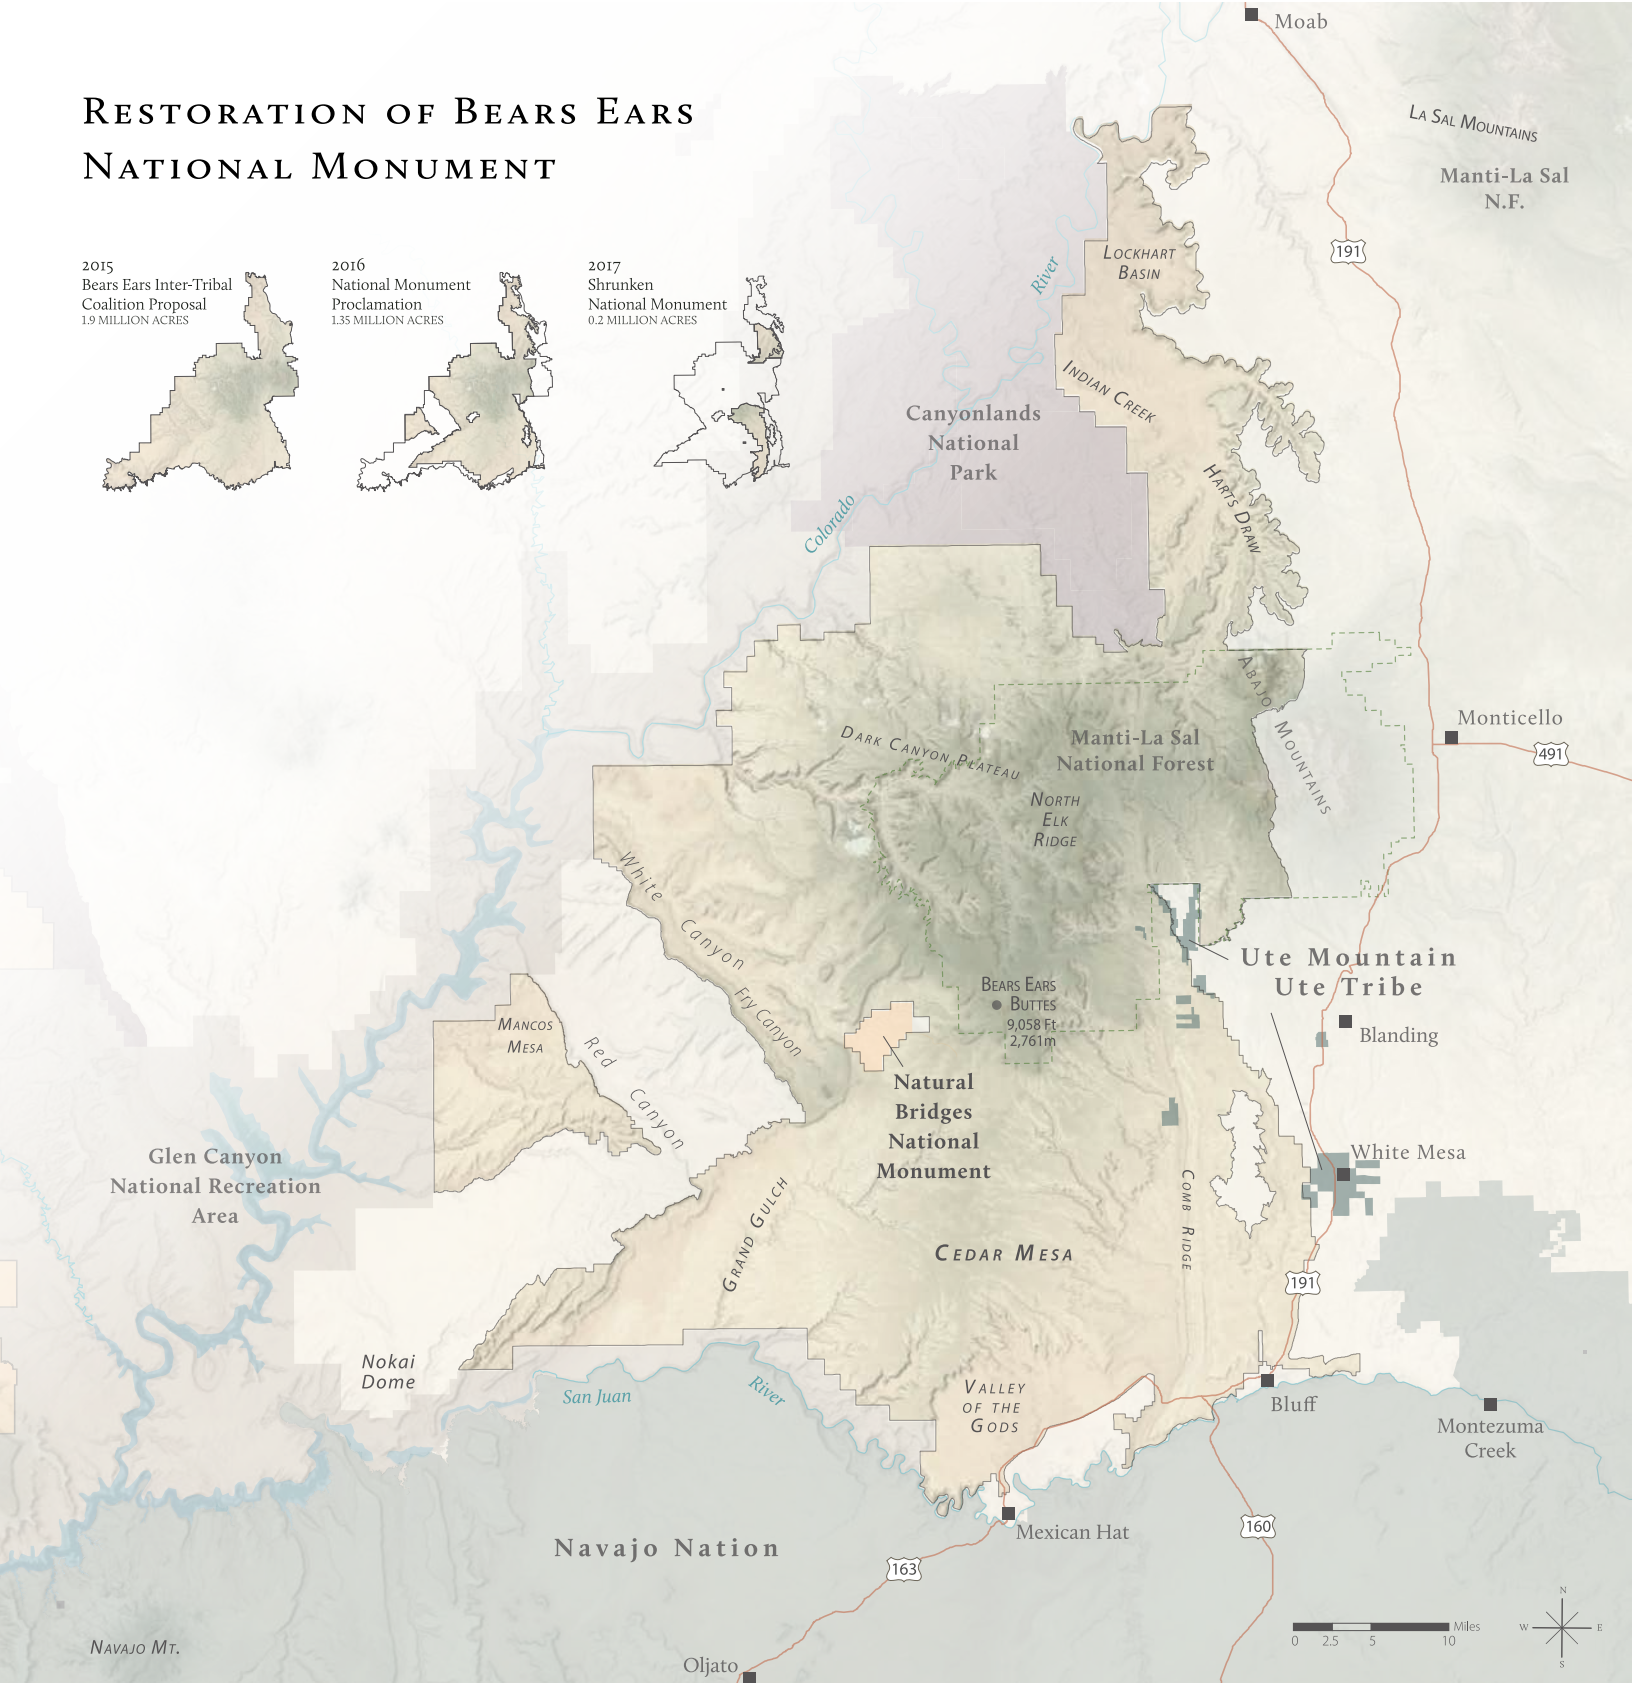 Restoration of Bears Ears
National Monument
2015
Bears Ears Inter-Tribal
Coalition Proposal
1.9 MILLION ACRES
2016
National Monument
Proclamation
1.35 MILLION ACRES
2017
Shrunken
National Monument
0.2 MILLION ACRES
Moab
La Sal Mountains
Manti-La Sal
N.F.
191
Lockhart
Basin
River
Indian Creek
Canyonlands
National
Park
Harts Draw
Colorado
Abajo Mountains
Monticello
491
Dark Canyon Plateau
Manti-La Sal
National Forest
North
Elk
Ridge
White Canyon
Fry Canyon
Ute Mountain
Ute Tribe
Bears Ears
Buttes
9,058 Ft
2,761m
Mancos
Mesa
Red Canyon
Blanding
Natural
Bridges
National
Monument
Glen Canyon
National Recreation
Area
White Mesa
Grand Gulch
Comb Ridge
Cedar Mesa
191
Nokai
Dome
San Juan
River
Valley
of the
Gods
Bluff
Montezuma
Creek
Navajo Nation
Mexican Hat
160
163
Navajo Mt.
Oljato
Miles
0 2.5 5 10
N
W E
S